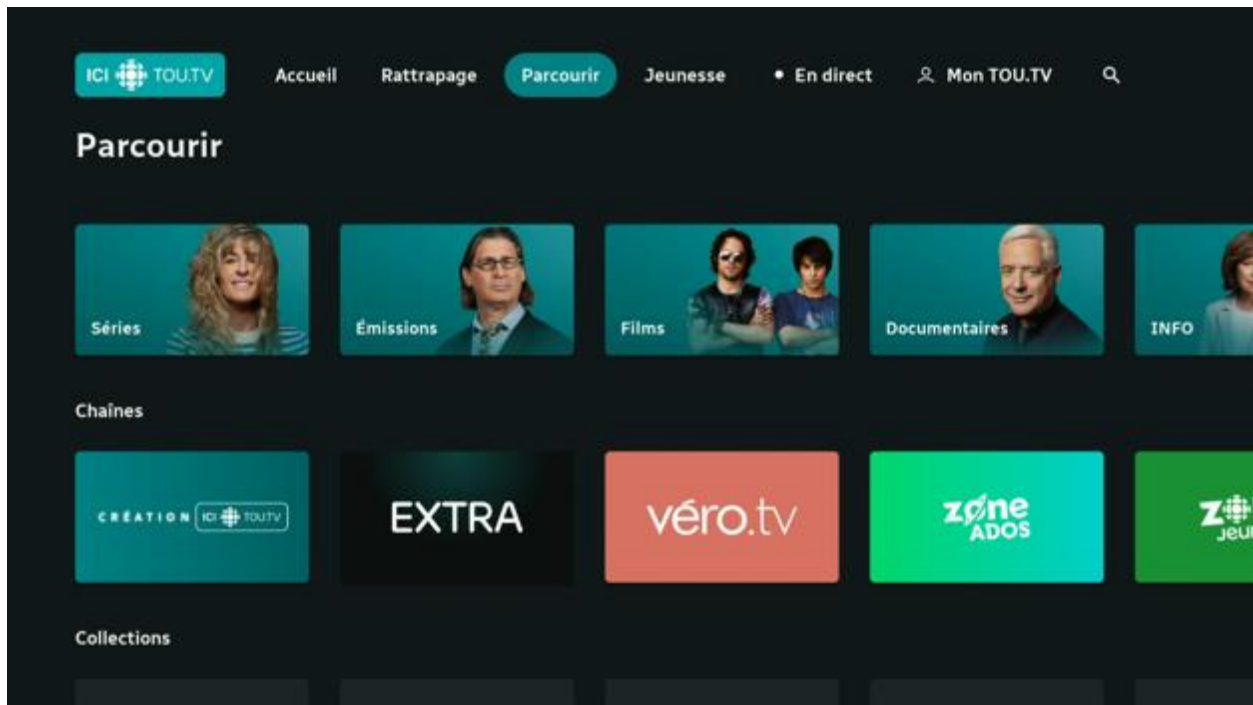 ICI TOU.TV Accueil Rattrapage Parcourir Jeunesse • En direct Mon TOU.TV
Parcourir
Séries Émissions Films Documentaires INFO
Chaînes
CRÉATION ICI TOU.TV EXTRA véro.tv zøne
ADOS
Collections